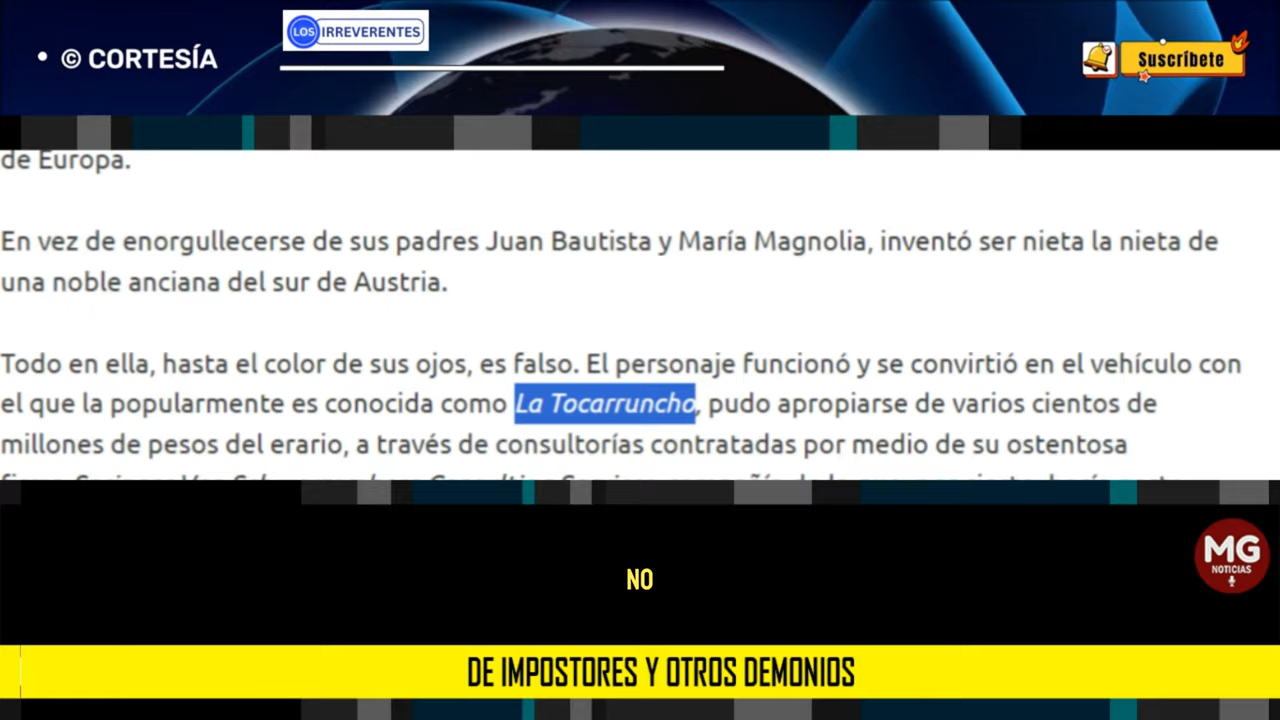 • © CORTESÍA
LOS IRREVERENTES
Suscríbete
de Europa.
En vez de enorgullecerse de sus padres Juan Bautista y María Magnolia, inventó ser nieta la nieta de
una noble anciana del sur de Austria.
Todo en ella, hasta el color de sus ojos, es falso. El personaje funcionó y se convirtió en el vehículo con
el que la popularmente es conocida como La Tocarruncho, pudo apropiarse de varios cientos de
millones de pesos del erario, a través de consultorías contratadas por medio de su ostentosa
MG
NOTICIAS
NO
DE IMPOSTORES Y OTROS DEMONIOS